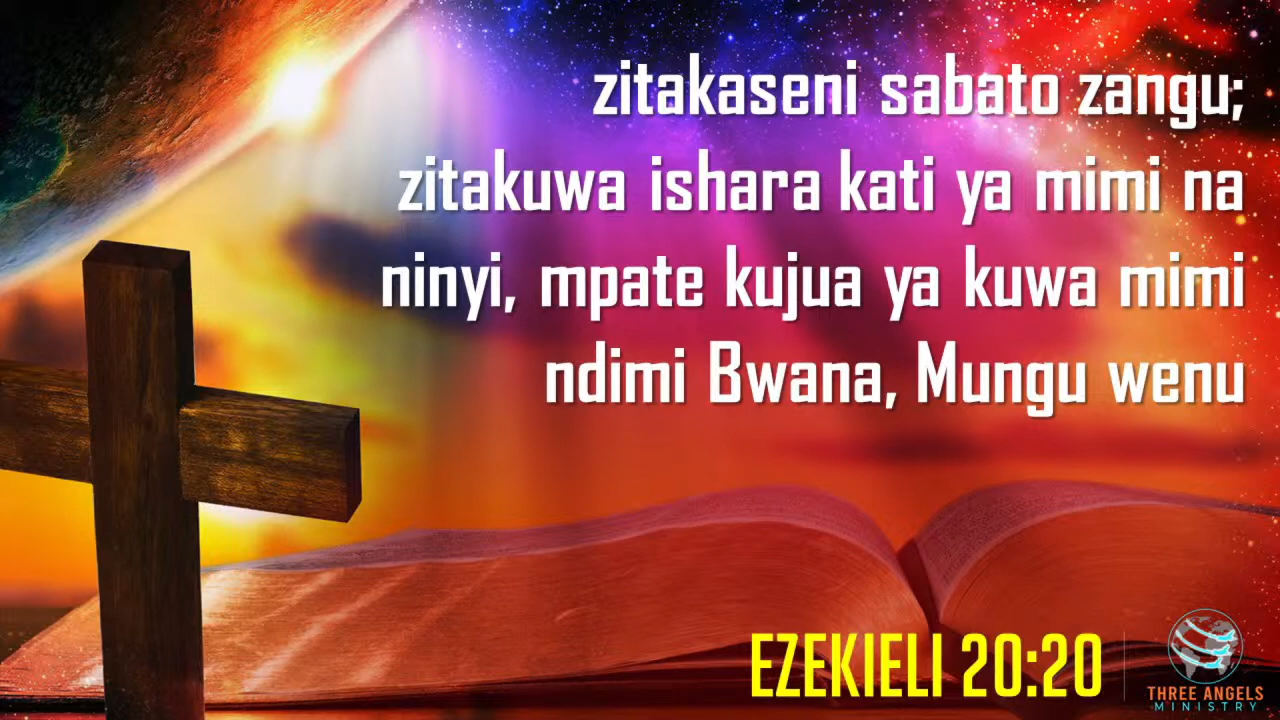 zitakaseni sabato zangu;
zitakuwa ishara kati ya mimi na
ninyi, mpate kujua ya kuwa mimi
ndimi Bwana, Mungu wenu
EZEKIELI 20:20
THREE ANGELS
MINISTRY